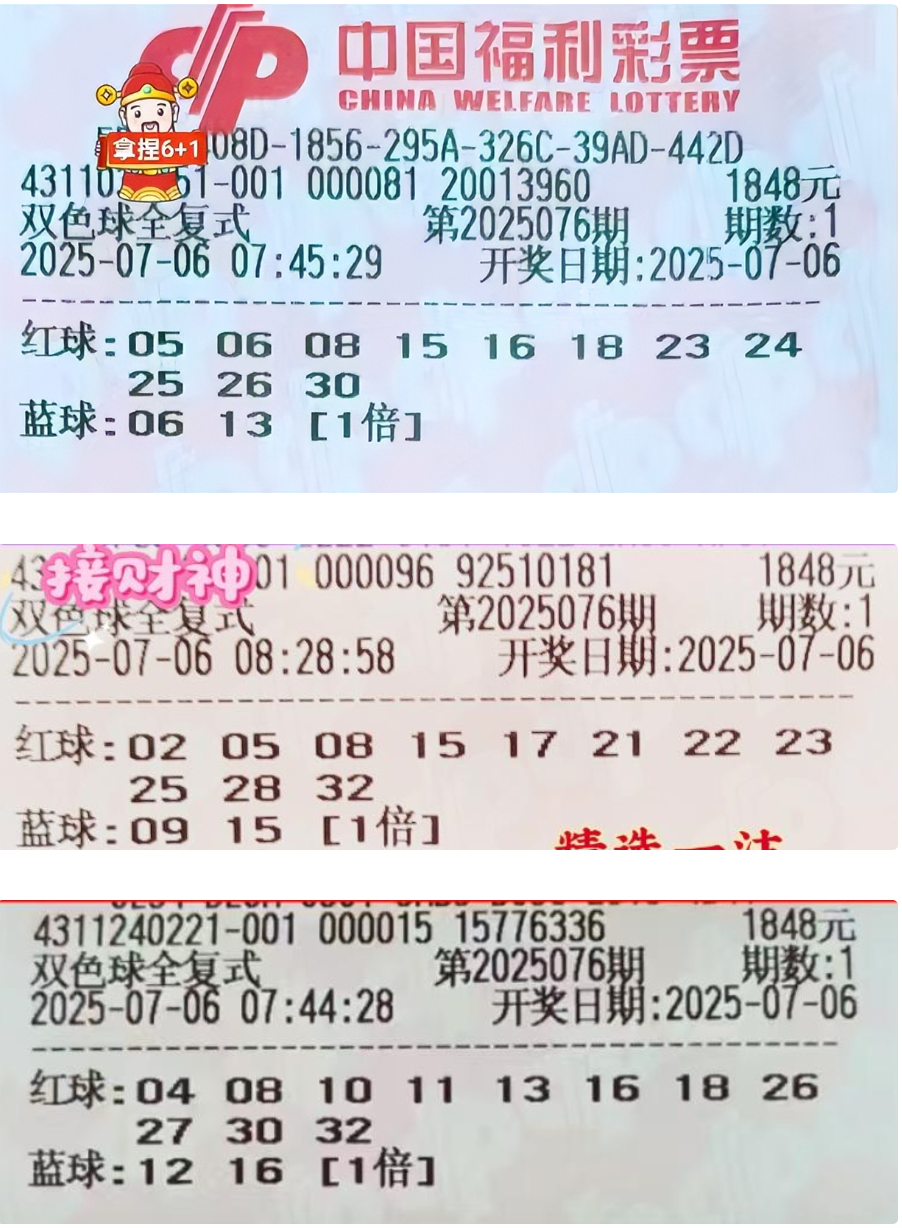 中国福利彩票
CHINA WELFARE LOTTERY
08D-1856-295A-326C-39AD-442D
拿捏6+1
43110 61-001 000081 20013960 1848元
双色球全复式 第2025076期 期数:1
2025-07-06 07:45:29 开奖日期:2025-07-06
红球:05 06 08 15 16 18 23 24
25 26 30
蓝球:06 13 [1倍]
43 接财神 01 000096 92510181 1848元
双色球全复式 第2025076期 期数:1
2025-07-06 08:28:58 开奖日期:2025-07-06
红球:02 05 08 15 17 21 22 23
25 28 32
蓝球:09 15 [1倍]
4311240221-001 000015 15776336 1848元
双色球全复式 第2025076期 期数:1
2025-07-06 07:44:28 开奖日期:2025-07-06
红球:04 08 10 11 13 16 18 26
27 30 32
蓝球:12 16 [1倍]